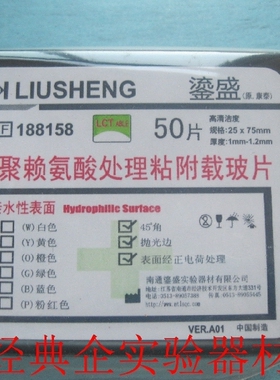 LIUSHENG 鎏盛(原.康泰)
F 188158 LCT 50片
高清洁度
规格: 25 x 75mm
厚度: 1mm-1.2mm
聚赖氨酸处理粘附载玻片
亲水性表面 Hydrophilic Surface
(W) 白色
(Y) 黄色
(O) 橙色
(G) 绿色
(B) 蓝色
(P) 粉红色
45°角
抛光边
表面经正电荷处理
南通鎏盛实验器材有限公司
VER.A01 中国制造
经典企实验器材